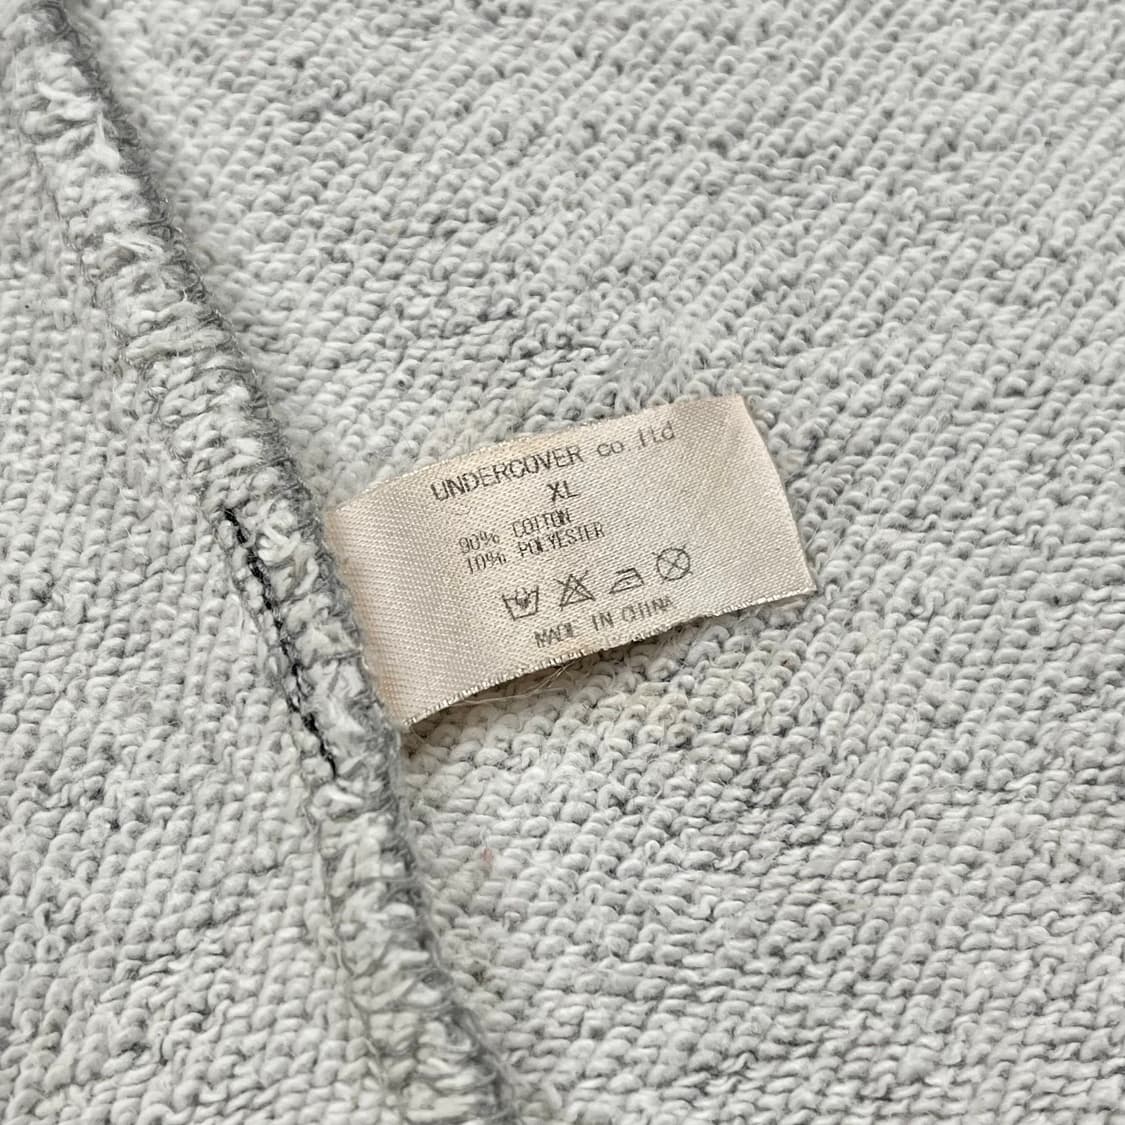 UNDERCOVER co.ltd
XL
90% COTTON
10% POLYESTER
MADE IN CHINA